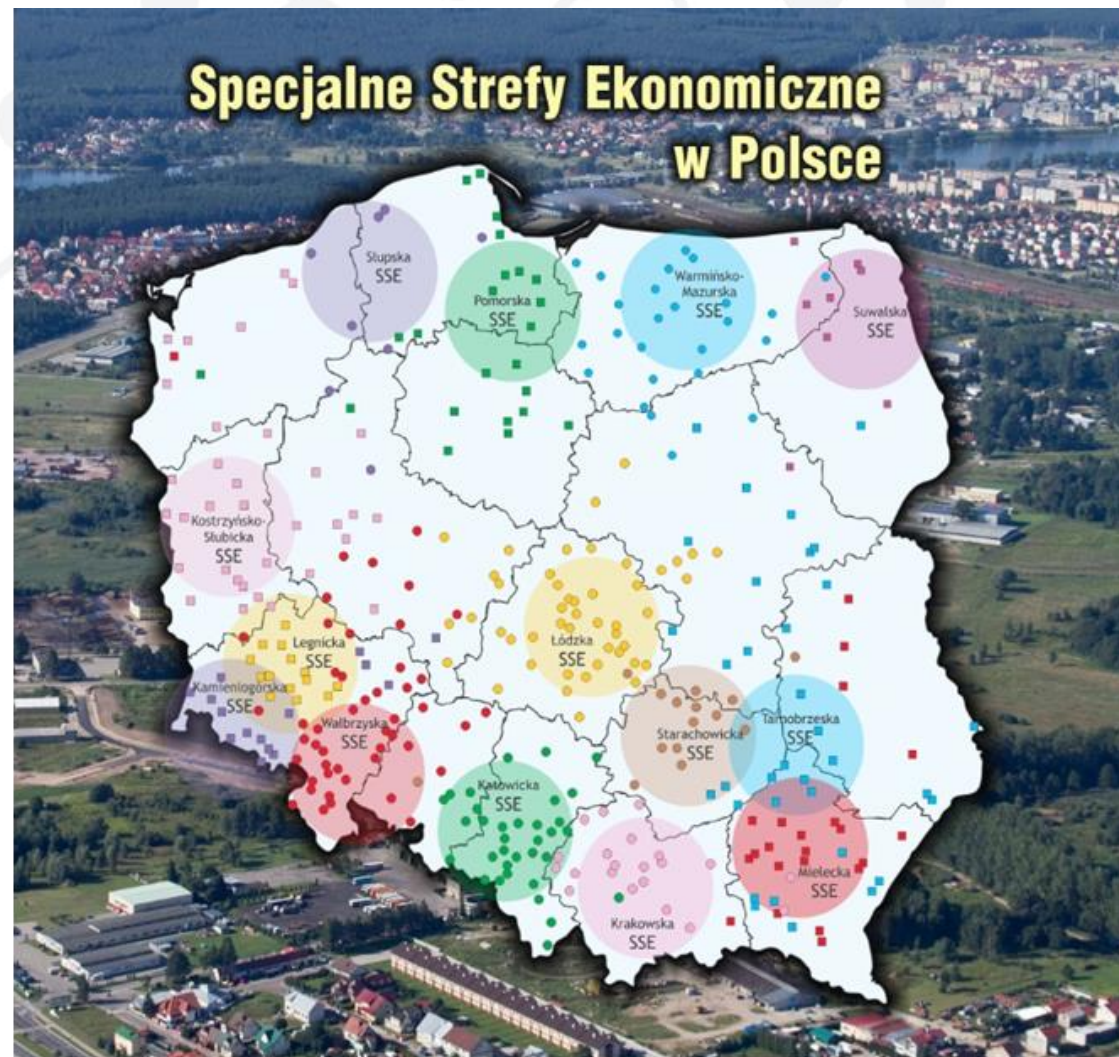 Specjalne Strefy Ekonomiczne
w Polsce
Słupska
SSE
Pomorska
SSE
Warmińsko-
Mazurska
SSE
Suwalska
SSE
Kostrzyńsko-
Słubicka
SSE
Legnicka
SSE
Łódzka
SSE
Kamieniogórska
SSE
Wałbrzyska
SSE
Starachowicka
SSE
Tarnobrzeska
SSE
Katowicka
SSE
Mielecka
SSE
Krakowska
SSE